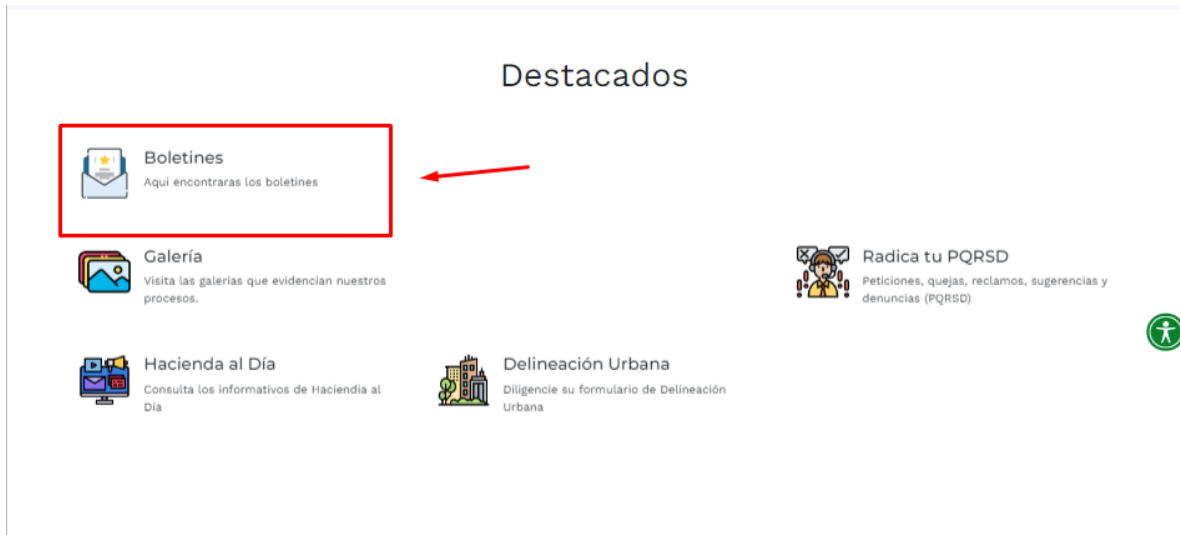 Destacados
Boletines
Aqui encontraras los boletines
Galería
Visita las galerías que evidencian nuestros
procesos.
Radica tu PQRSD
Peticiones, quejas, reclamos, sugerencias y
denuncias (PQRSD)
Hacienda al Día
Consulta los informativos de Haciendia al
Día
Delineación Urbana
Diligencie su formulario de Delineación
Urbana